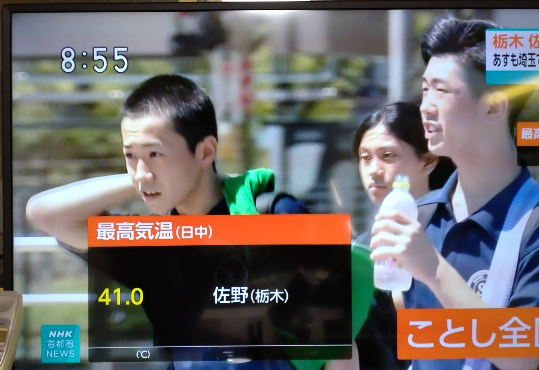 8:55
栃木 佐
あすも埼玉
最高
最高気温(日中)
41.0 佐野(栃木)
(℃)
ことし全
NHK
首都圏
NEWS